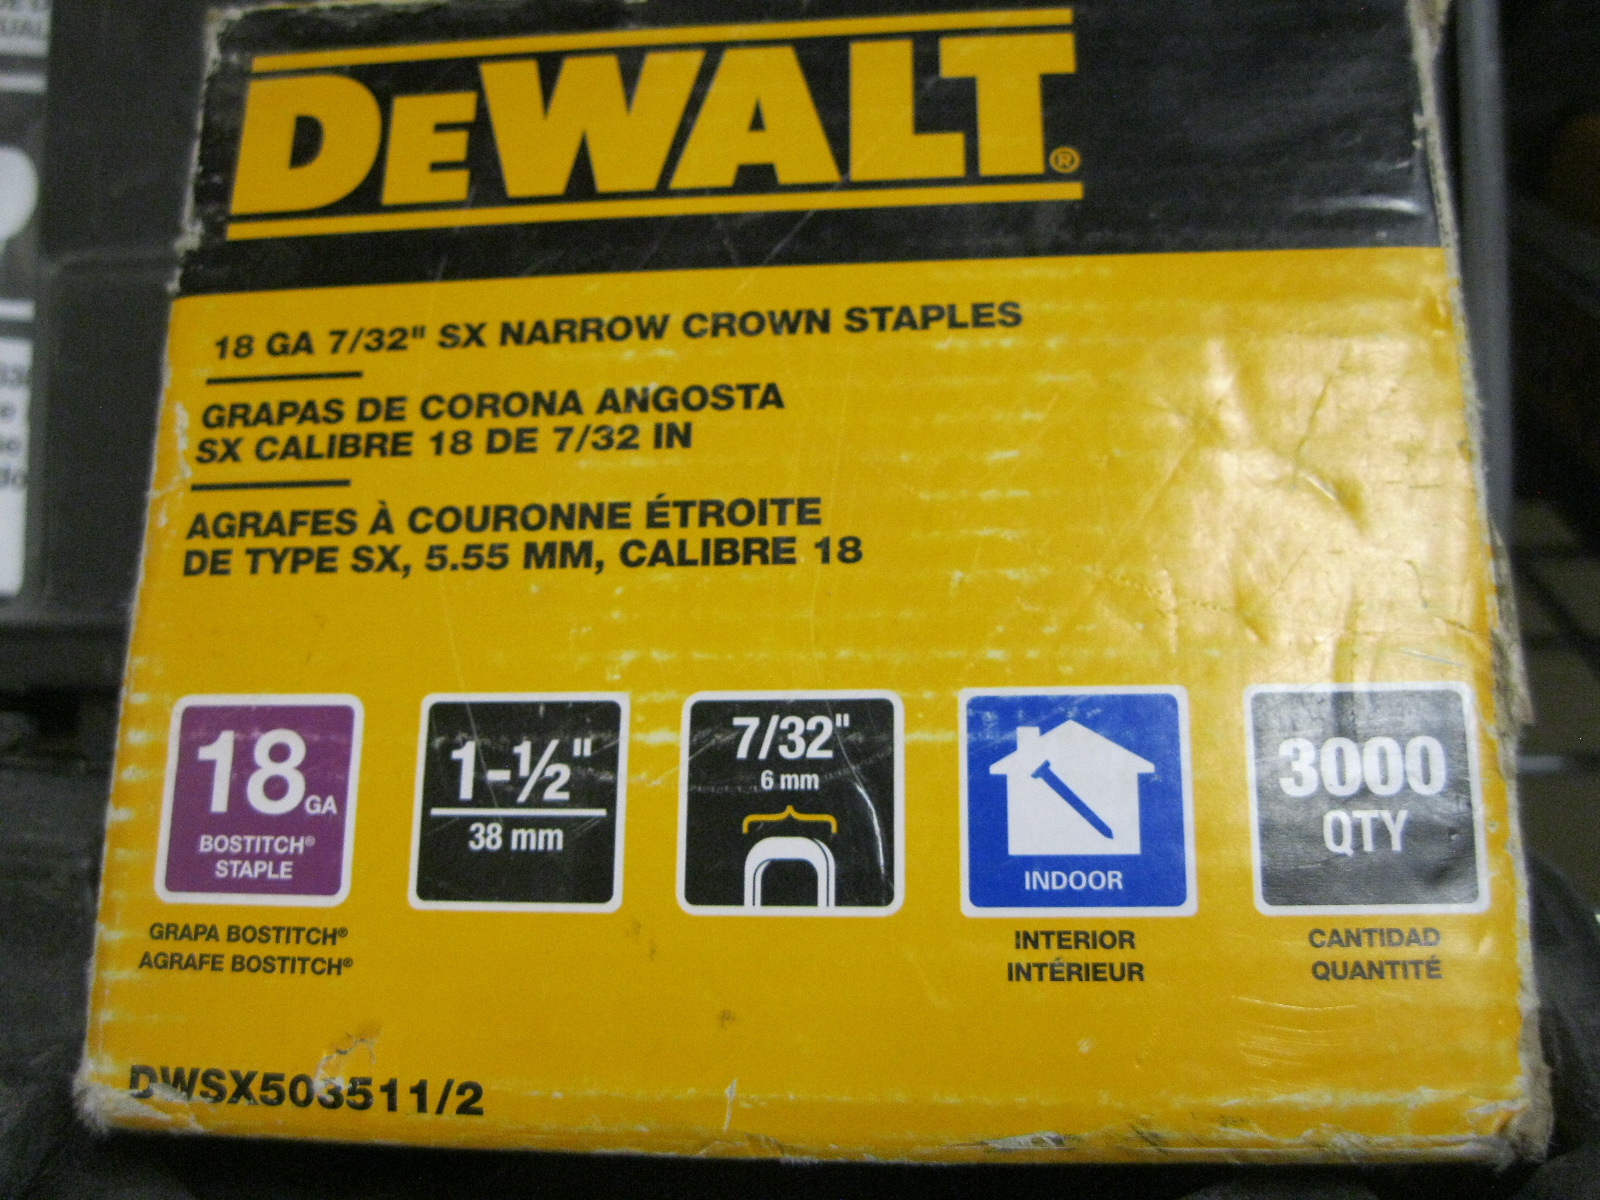 DEWALT®
18 GA 7/32" SX NARROW CROWN STAPLES
GRAPAS DE CORONA ANGOSTA
SX CALIBRE 18 DE 7/32 IN
AGRAFES À COURONNE ÉTROITE
DE TYPE SX, 5.55 MM, CALIBRE 18
18 GA
BOSTITCH®
STAPLE
GRAPA BOSTITCH®
AGRAFE BOSTITCH®
1-½"
38 mm
7/32"
6 mm
INDOOR
INTERIOR
INTÉRIEUR
3000
QTY
CANTIDAD
QUANTITÉ
DWSX503511/2